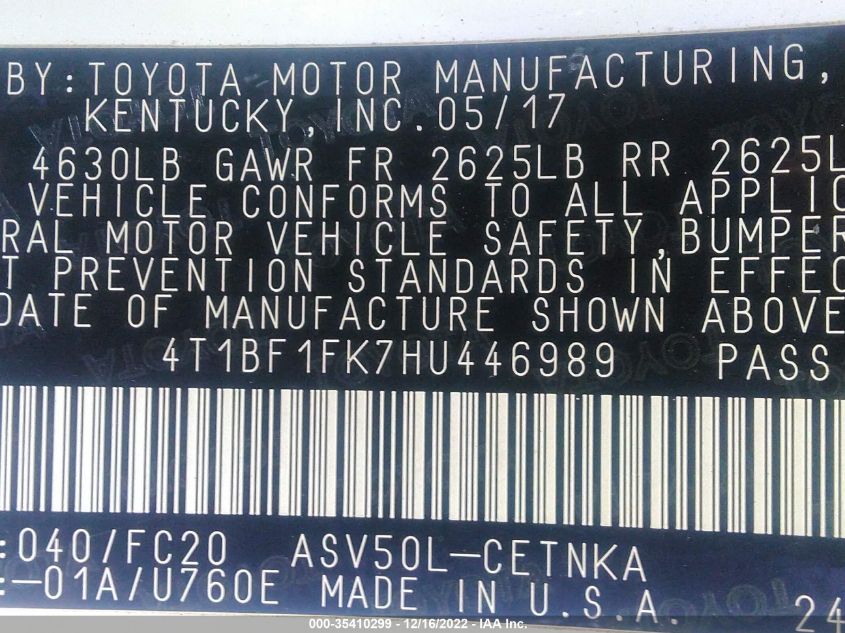 BY: TOYOTA MOTOR MANUFACTURING,
KENTUCKY, INC. 05/17
4630LB GAWR FR 2625LB RR 2625L
VEHICLE CONFORMS TO ALL APPLIC
RAL MOTOR VEHICLE SAFETY, BUMPER
T PREVENTION STANDARDS IN EFFEC
DATE OF MANUFACTURE SHOWN ABOVE
4T1BF1FK7HU446989 PASS
:040/FC20 ASV50L-CETNKA
-01A/U760E MADE IN U.S.A. 24
000-35410299 - 12/16/2022 - IAA Inc.